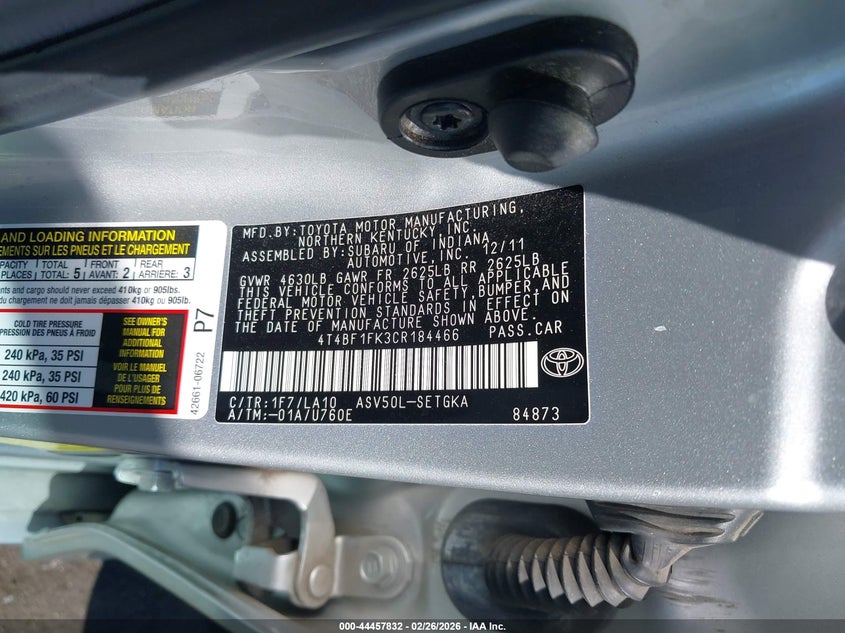 AND LOADING INFORMATION
EMENTS SUR LES PNEUS ET LE CHARGEMENT
APACITY TOTAL FRONT REAR
PLACES TOTAL: 5 AVANT: 2 ARRIÈRE: 3
ants and cargo should never exceed 410kg or 905lbs.
du chargement ne doit jamais dépasser 410kg ou 905lb.
COLD TIRE PRESSURE
PRESSION DES PNEUS À FROID
240 kPa, 35 PSI
240 kPa, 35 PSI
420 kPa, 60 PSI
SEE OWNER'S
MANUAL FOR
ADDITIONAL
INFORMATION
VOIR LE MANUEL
DE L'USAGER
POUR PLUS DE
RENSEIGNEMENTS
P7
42661-06722
MFD.BY:TOYOTA MOTOR MANUFACTURING,
NORTHERN KENTUCKY INC.
ASSEMBLED BY:SUBARU OF INDIANA
AUTOMOTIVE, INC. 12/11
GVWR 4630LB GAWR FR 2625LB RR 2625LB
THIS VEHICLE CONFORMS TO ALL APPLICABLE
FEDERAL MOTOR VEHICLE SAFETY,BUMPER,AND
THEFT PREVENTION STANDARDS IN EFFECT ON
THE DATE OF MANUFACTURE SHOWN ABOVE.
4T4BF1FK3CR184466 PASS.CAR
C/TR:1F7/LA10 ASV50L-SETGKA
A/TM:-01A/U760E 84873
TOYOTA
000-44457832 - 02/26/2026 - IAA Inc.